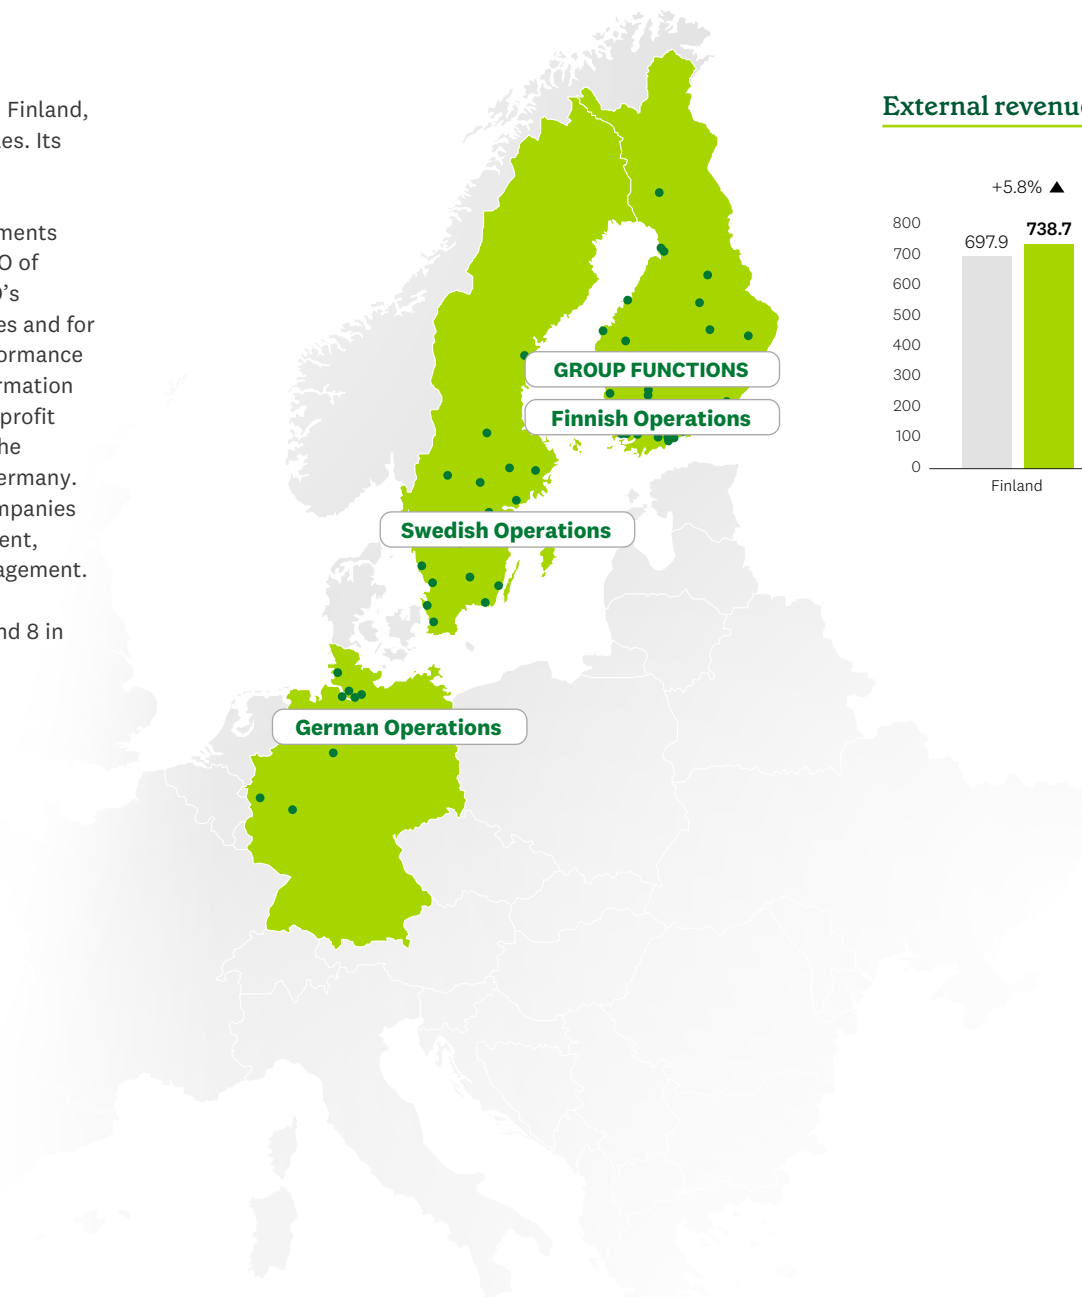 Finland,
es. Its
ments
O of
's
es and for
ormance
rmation
profit
he
ermany.
mpanies
ent,
agement.
nd 8 in
GROUP FUNCTIONS
Finnish Operations
Swedish Operations
German Operations
External revenue
+5.8% ▲
800
700
600
500
400
300
200
100
0
697.9
738.7
Finland